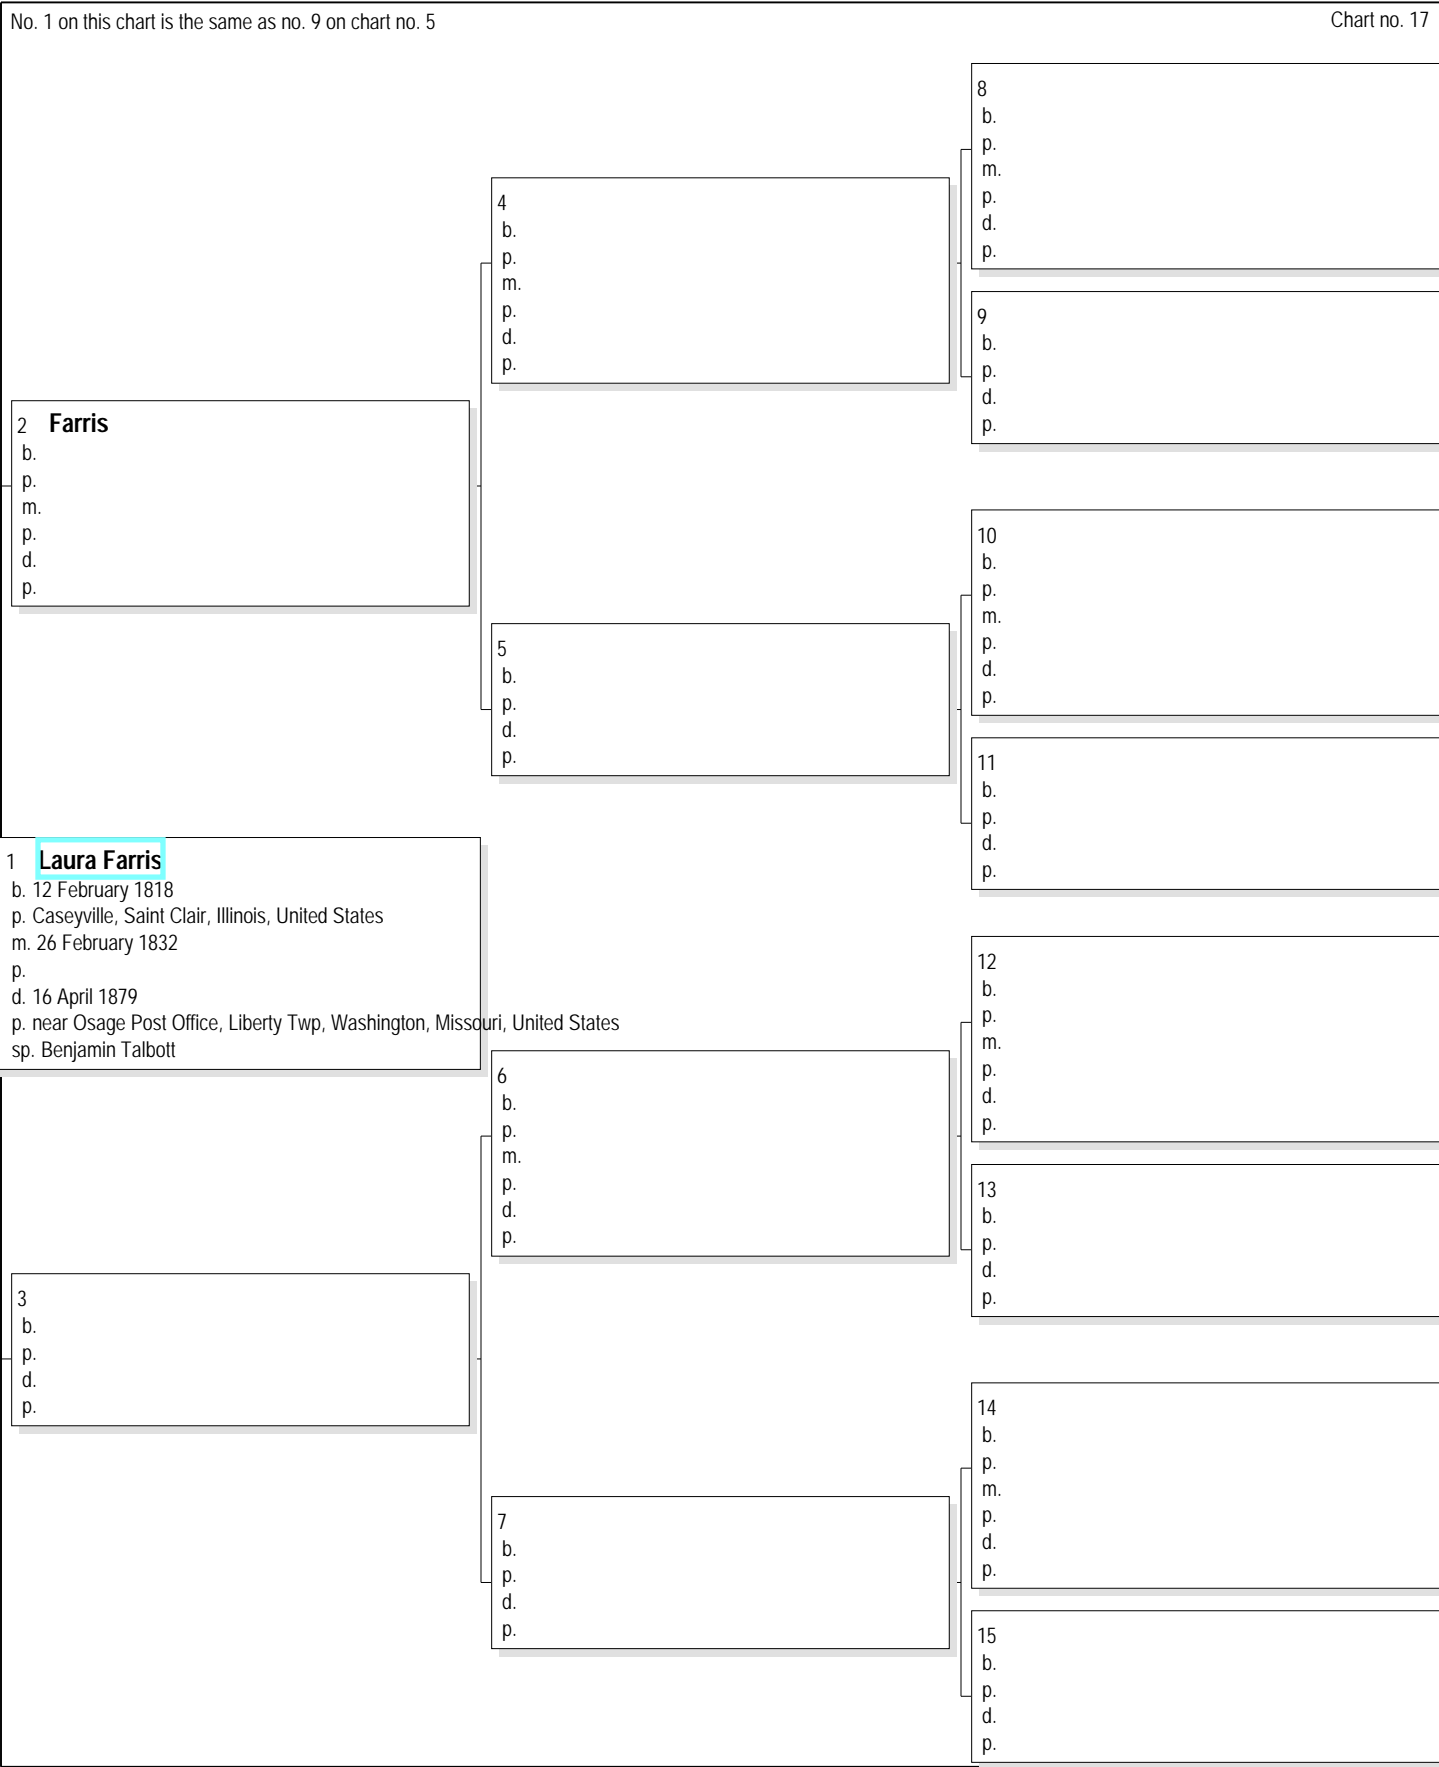 No. 1 on this chart is the same as no. 9 on chart no. 5
Chart no. 17
8
b.
p.
m.
p.
d.
p.
4
b.
p.
m.
p.
d.
p.
9
b.
p.
d.
p.
2 Farris
b.
p.
m.
p.
d.
p.
10
b.
p.
m.
p.
d.
p.
5
b.
p.
d.
p.
11
b.
p.
d.
p.
1 Laura Farris
b. 12 February 1818
p. Caseyville, Saint Clair, Illinois, United States
m. 26 February 1832
p.
d. 16 April 1879
p. near Osage Post Office, Liberty Twp, Washington, Missouri, United States
sp. Benjamin Talbott
12
b.
p.
m.
p.
d.
p.
6
b.
p.
m.
p.
d.
p.
13
b.
p.
d.
p.
3
b.
p.
d.
p.
14
b.
p.
m.
p.
d.
p.
7
b.
p.
d.
p.
15
b.
p.
d.
p.